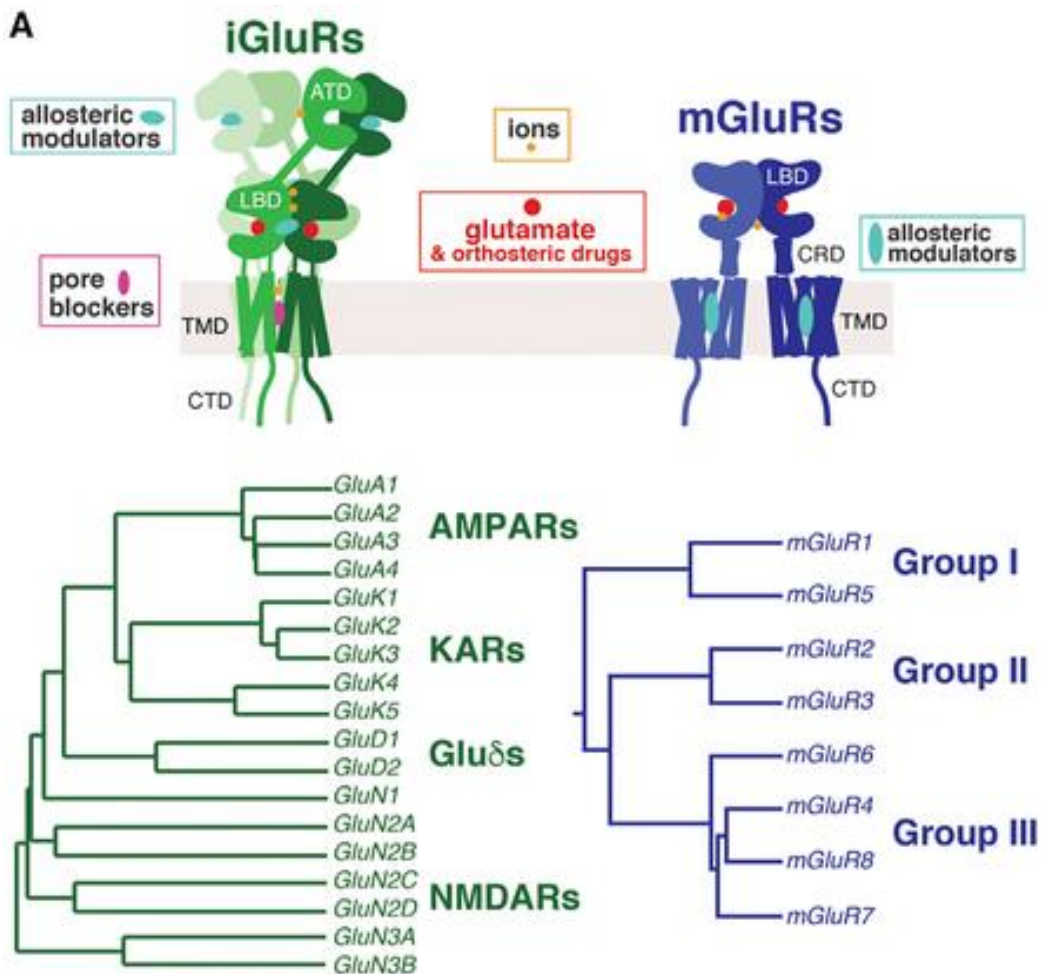 A
iGluRs
ATD
allosteric
modulators
LBD
pore
blockers
TMD
CTD
ions
glutamate
& orthosteric drugs
mGluRs
LBD
CRD
allosteric
modulators
TMD
CTD
GluA1
GluA2
GluA3
GluA4
AMPARs
GluK1
GluK2
GluK3
GluK4
GluK5
KARs
GluD1
GluD2
Gluδs
GluN1
GluN2A
GluN2B
GluN2C
GluN2D
GluN3A
GluN3B
NMDARs
mGluR1
mGluR5
Group I
mGluR2
mGluR3
Group II
mGluR6
mGluR4
mGluR8
mGluR7
Group III